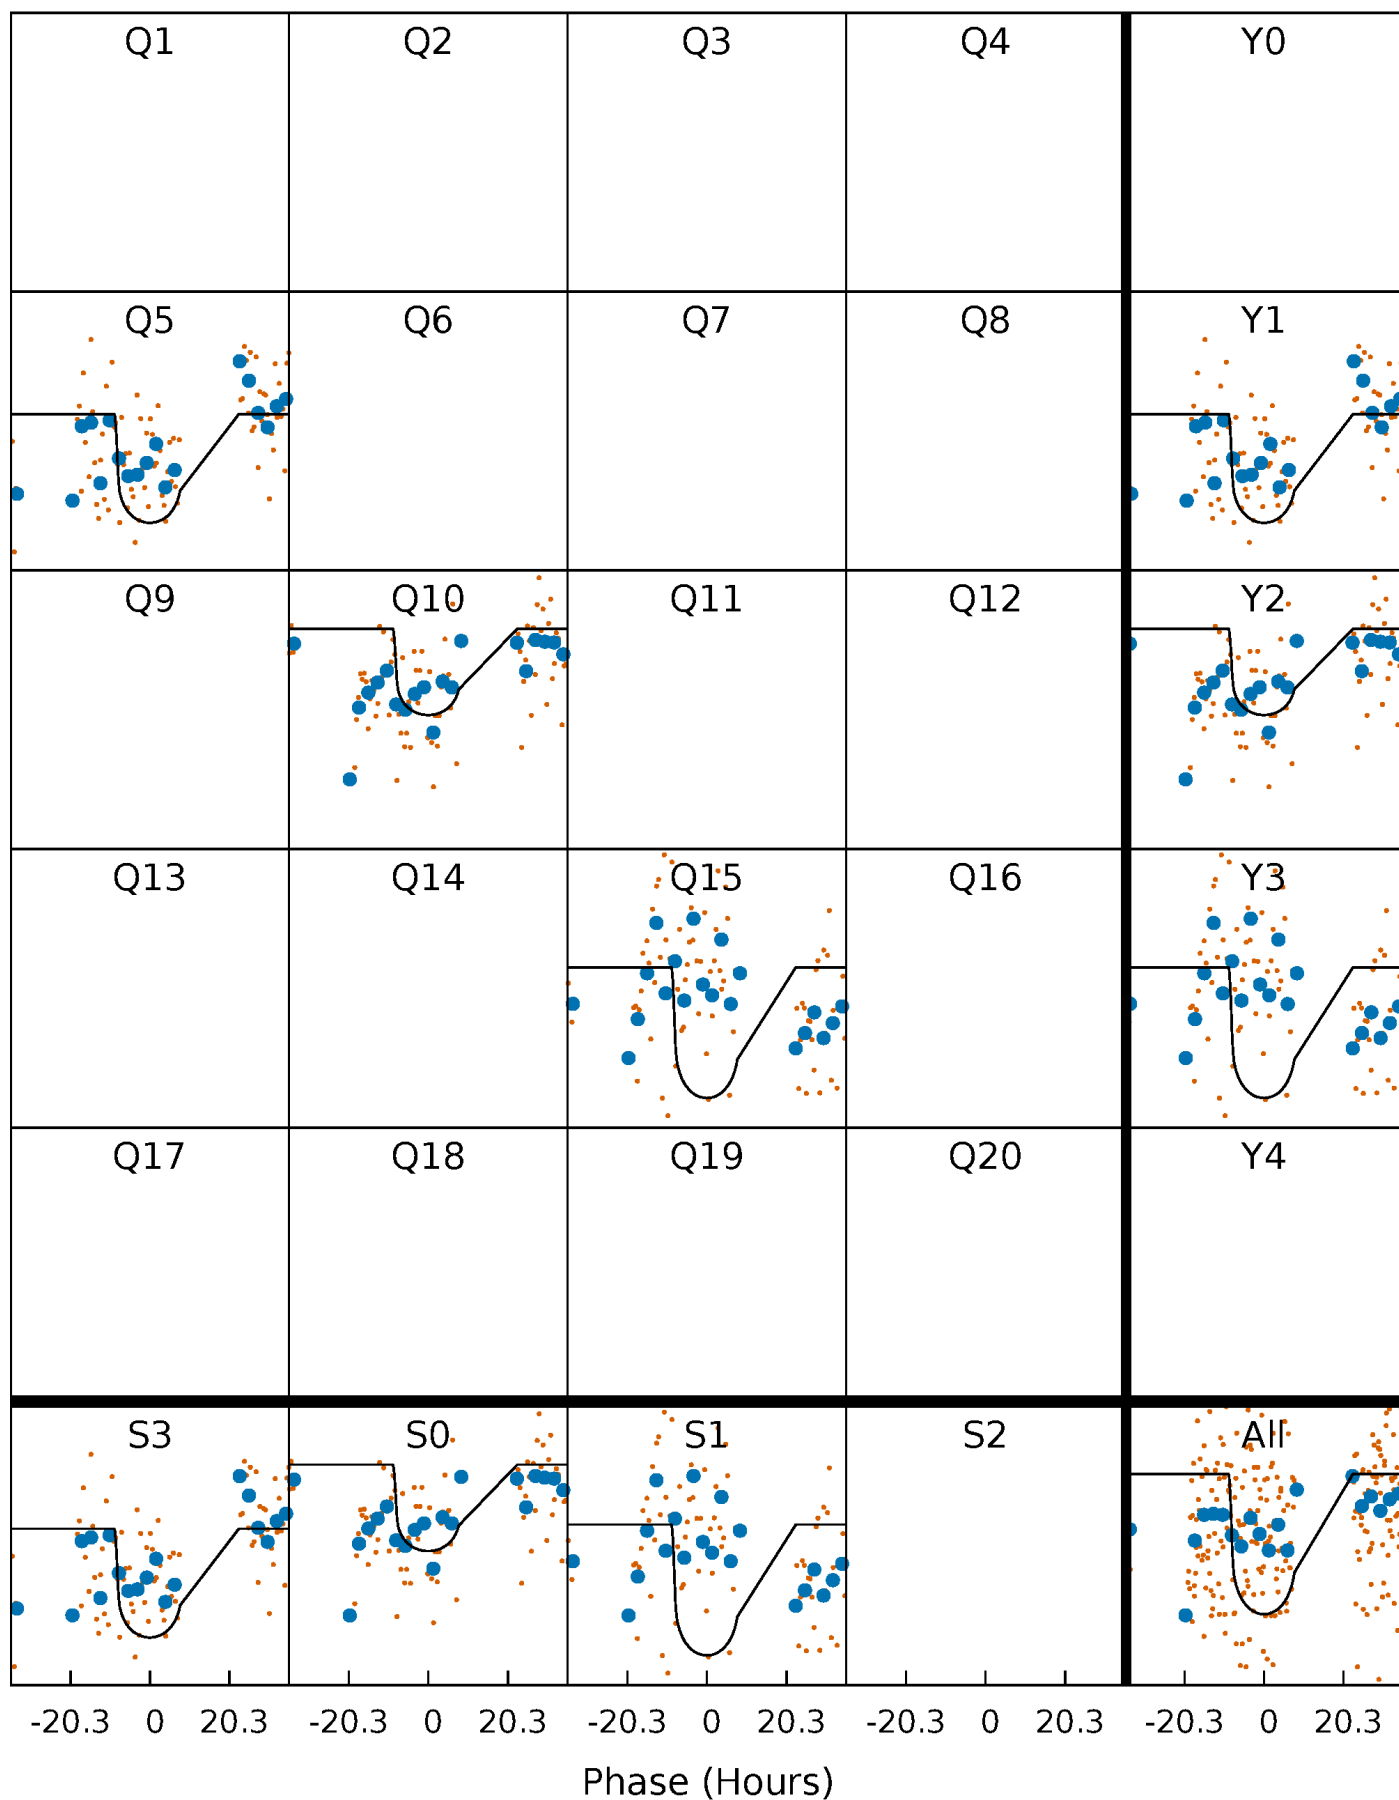 Q1 Q2 Q3 Q4 Y0
Q5 Q6 Q7 Q8 Y1
Q9 Q10 Q11 Q12 Y2
Q13 Q14 Q15 Q16 Y3
Q17 Q18 Q19 Q20 Y4
S3 S0 S1 S2 All
-20.3 0 20.3 -20.3 0 20.3 -20.3 0 20.3 -20.3 0 20.3 -20.3 0 20.3
Phase (Hours)